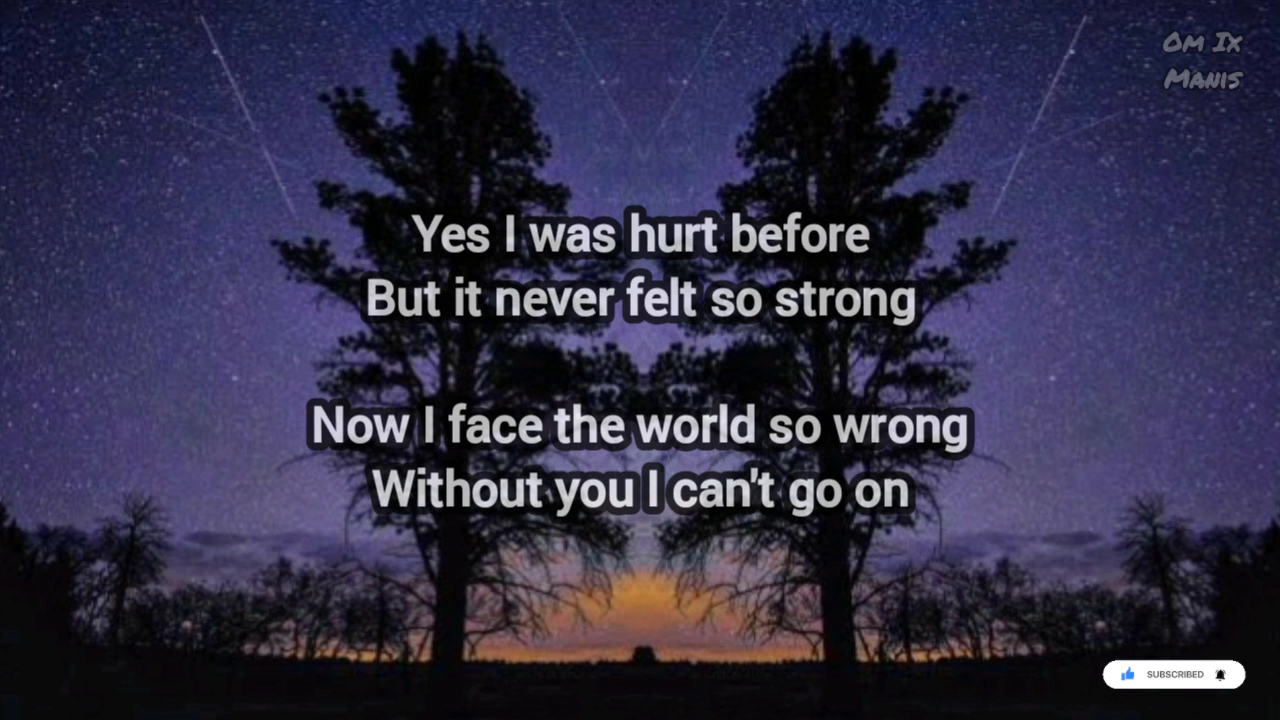 Om Ix
Manis
Yes I was hurt before
But it never felt so strong
Now I face the world so wrong
Without you I can't go on
SUBSCRIBED